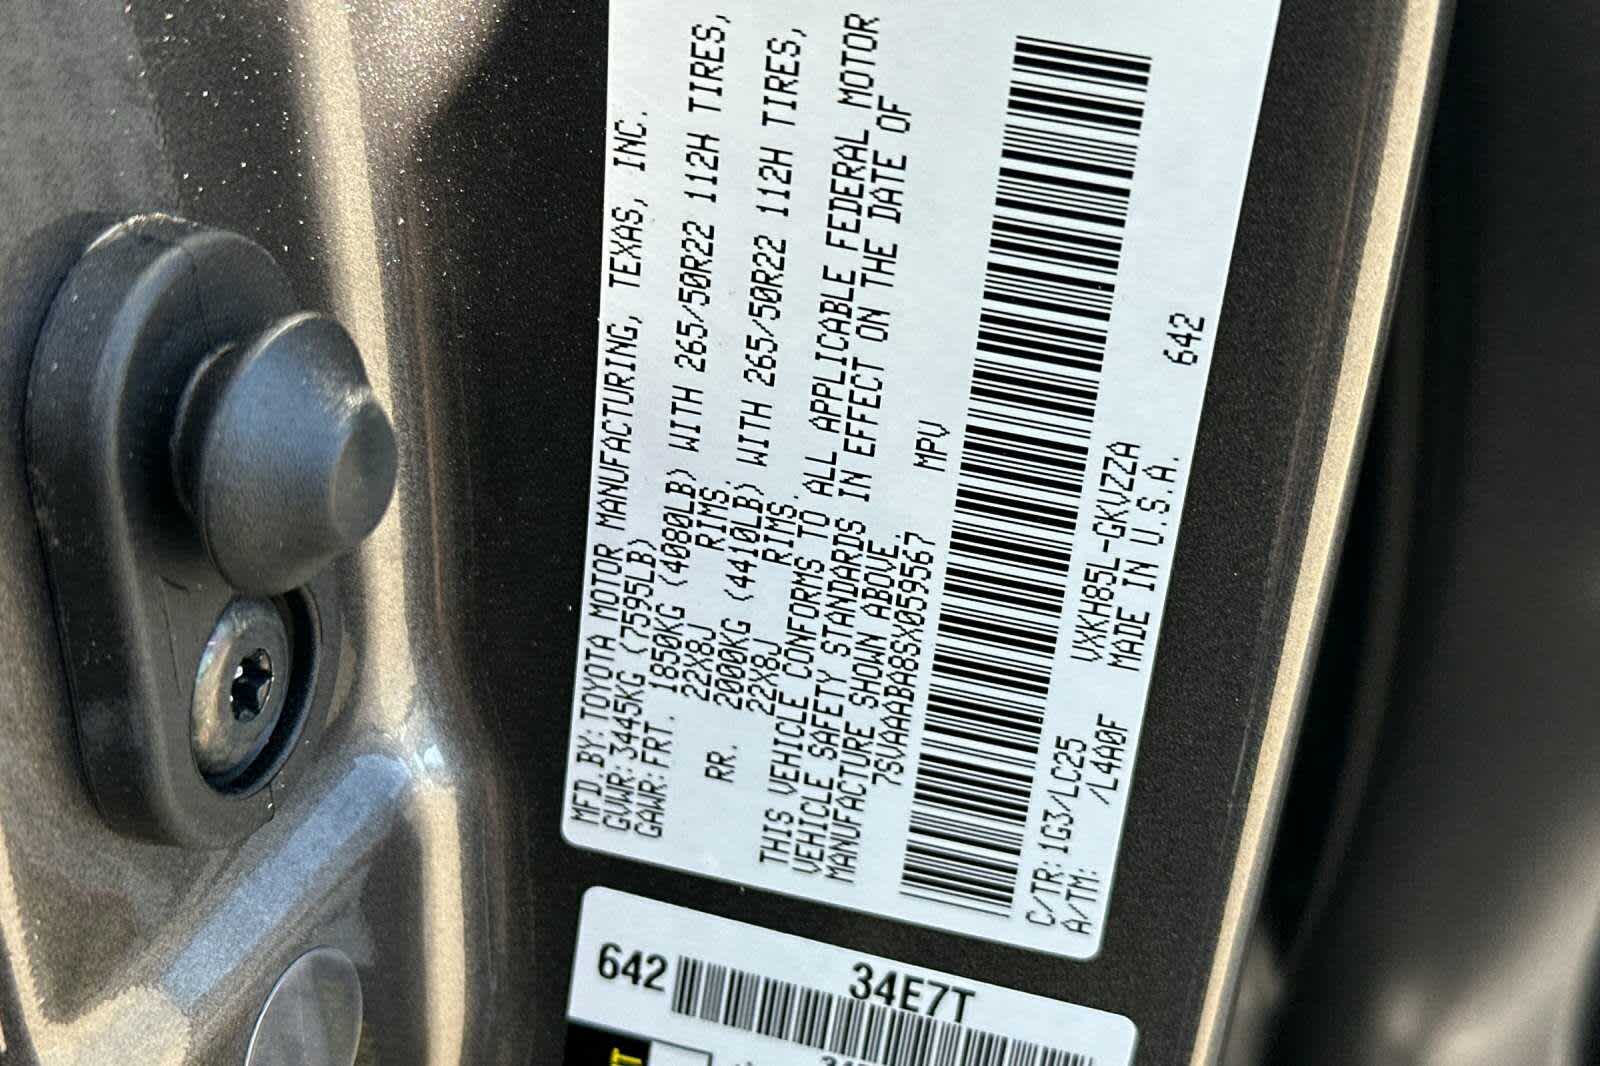 MFD.BY:TOYOTA MOTOR MANUFACTURING, TEXAS, INC.
GVWR:3445KG(7595LB)
GAWR:FRT. 1850KG(4080LB) WITH 265/50R22 112H TIRES,
22X8J RIMS.
RR. 2000KG(4410LB) WITH 265/50R22 112H TIRES,
22X8J RIMS.
THIS VEHICLE CONFORMS TO ALL APPLICABLE FEDERAL MOTOR
VEHICLE SAFETY STANDARDS IN EFFECT ON THE DATE OF
MANUFACTURE SHOWN ABOVE.
7SVAAABA8SX059567 MPV
C/TR:1G3/LC25 VXKH85L-GKVZZA 642
A/TM: /L4A0F MADE IN U.S.A.
642 34E7T